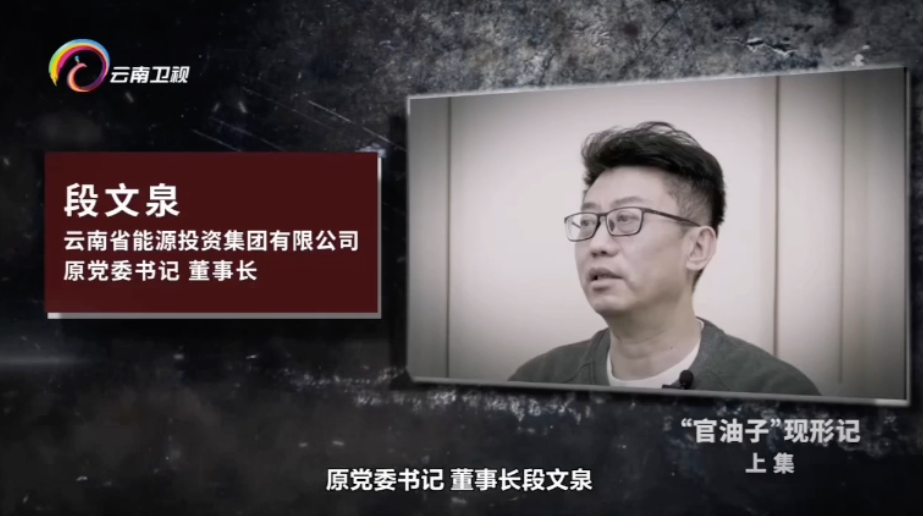 云南卫视
段文泉
云南省能源投资集团有限公司
原党委书记 董事长
“官油子”现形记
上集
原党委书记 董事长段文泉